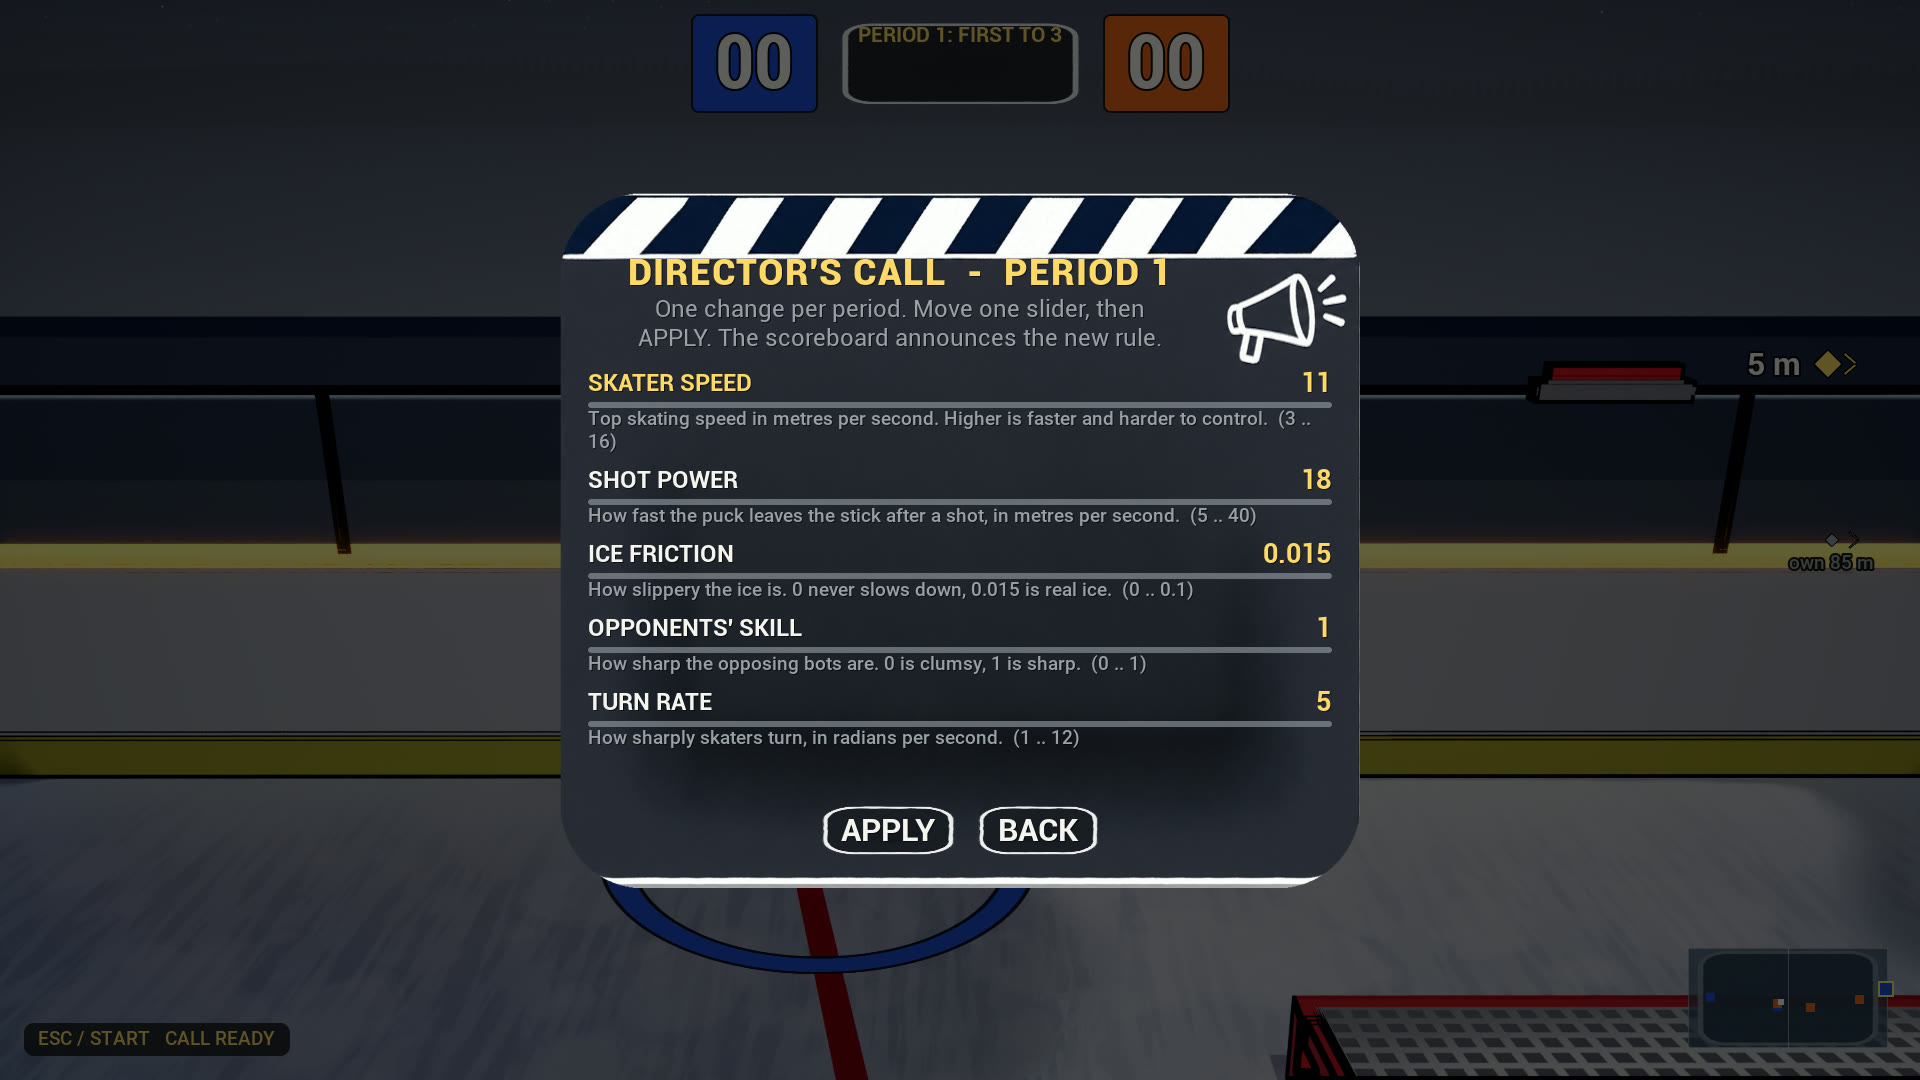 00
PERIOD 1: FIRST TO 3
00
DIRECTOR'S CALL - PERIOD 1
One change per period. Move one slider, then
APPLY. The scoreboard announces the new rule.
SKATER SPEED 11
Top skating speed in metres per second. Higher is faster and harder to control. (3 ..
16)
SHOT POWER 18
How fast the puck leaves the stick after a shot, in metres per second. (5 .. 40)
ICE FRICTION 0.015
How slippery the ice is. 0 never slows down, 0.015 is real ice. (0 .. 0.1)
OPPONENTS' SKILL 1
How sharp the opposing bots are. 0 is clumsy, 1 is sharp. (0 .. 1)
TURN RATE 5
How sharply skaters turn, in radians per second. (1 .. 12)
APPLY BACK
5 m
own 85 m
ESC / START CALL READY